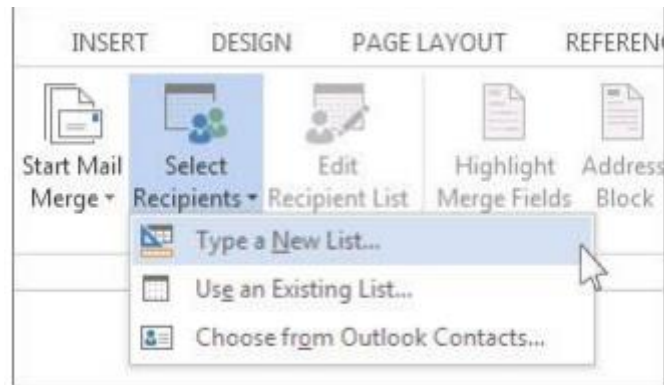 INSERT DESIGN PAGE LAYOUT
Start Mail Select Edit Highlight Address
Merge Recipients Recipient List Merge Fields Block
Type a New List...
Use an Existing List...
Choose from Outlook Contacts...